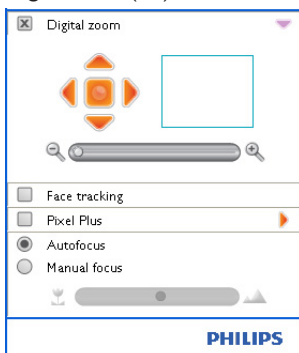 Digital zoom
Face tracking
Pixel Plus
Autofocus
Manual focus
PHILIPS